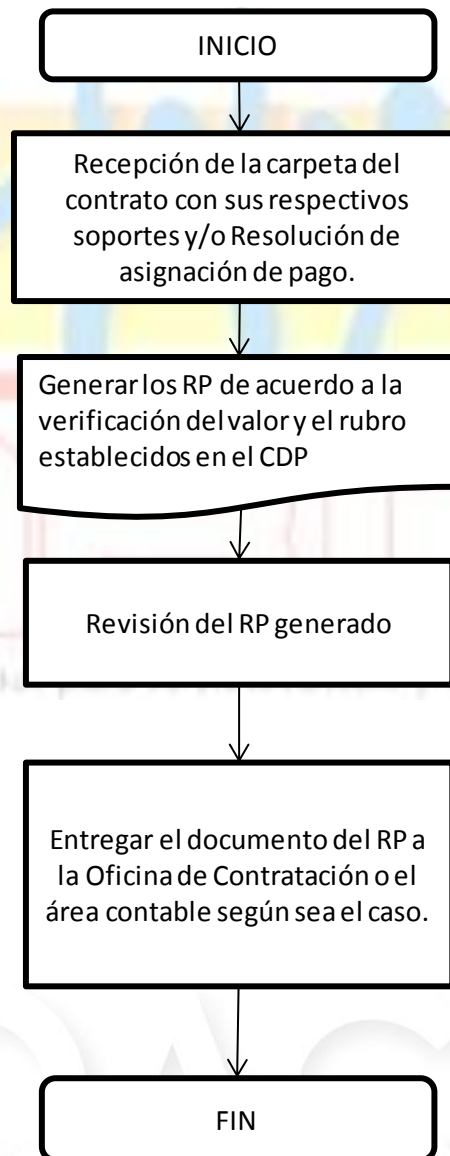 INICIO
Recepción de la carpeta del
contrato con sus respectivos
soportes y/o Resolución de
asignación de pago.
Generar los RP de acuerdo a la
verificación del valor y el rubro
establecidos en el CDP
Revisión del RP generado
Entregar el documento del RP a
la Oficina de Contratación o el
área contable según sea el caso.
FIN